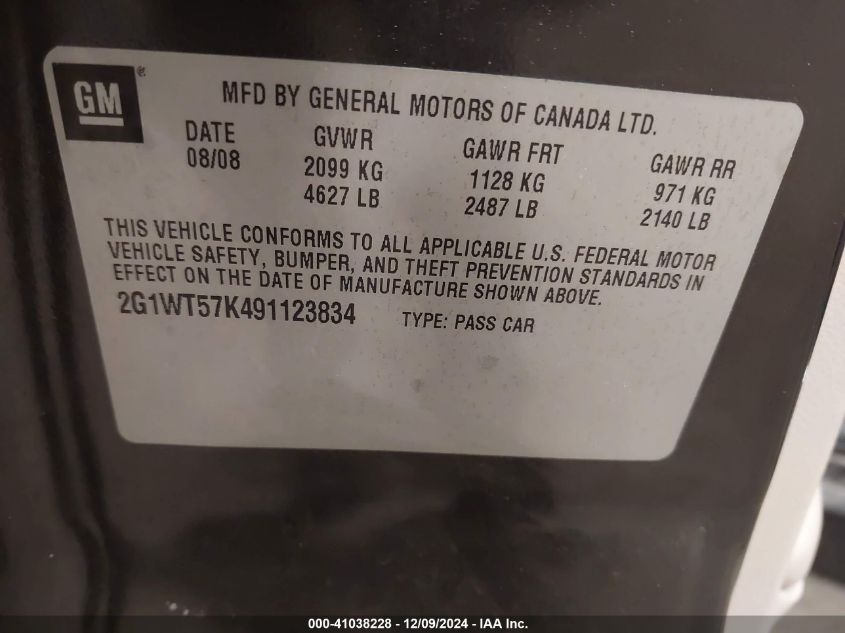 GM®
MFD BY GENERAL MOTORS OF CANADA LTD.
DATE GVWR GAWR FRT GAWR RR
08/08 2099 KG 1128 KG 971 KG
4627 LB 2487 LB 2140 LB
THIS VEHICLE CONFORMS TO ALL APPLICABLE U.S. FEDERAL MOTOR
VEHICLE SAFETY, BUMPER, AND THEFT PREVENTION STANDARDS IN
EFFECT ON THE DATE OF MANUFACTURE SHOWN ABOVE.
2G1WT57K491123834 TYPE: PASS CAR
000-41038228 - 12/09/2024 - IAA Inc.